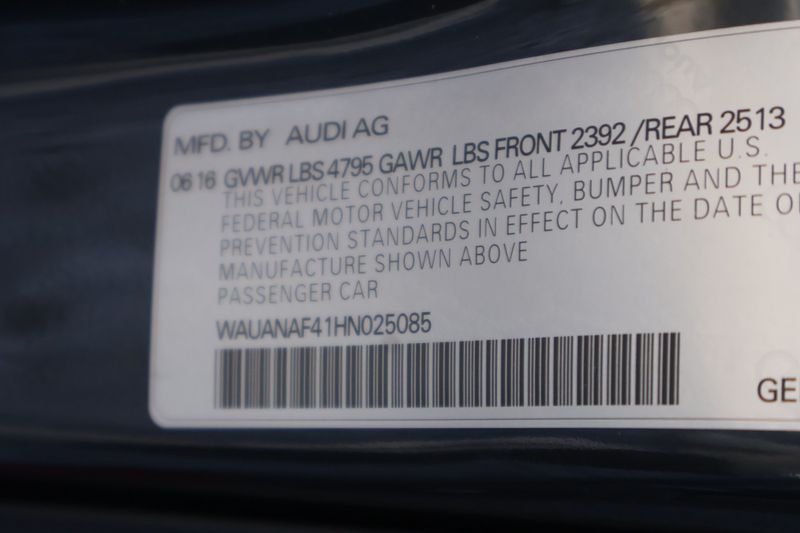 MFD. BY AUDI AG
06 16 GVWR LBS 4795 GAWR LBS FRONT 2392 /REAR 2513
THIS VEHICLE CONFORMS TO ALL APPLICABLE U.S.
FEDERAL MOTOR VEHICLE SAFETY, BUMPER AND THE
PREVENTION STANDARDS IN EFFECT ON THE DATE O
MANUFACTURE SHOWN ABOVE
PASSENGER CAR
WAUANAF41HN025085
GE